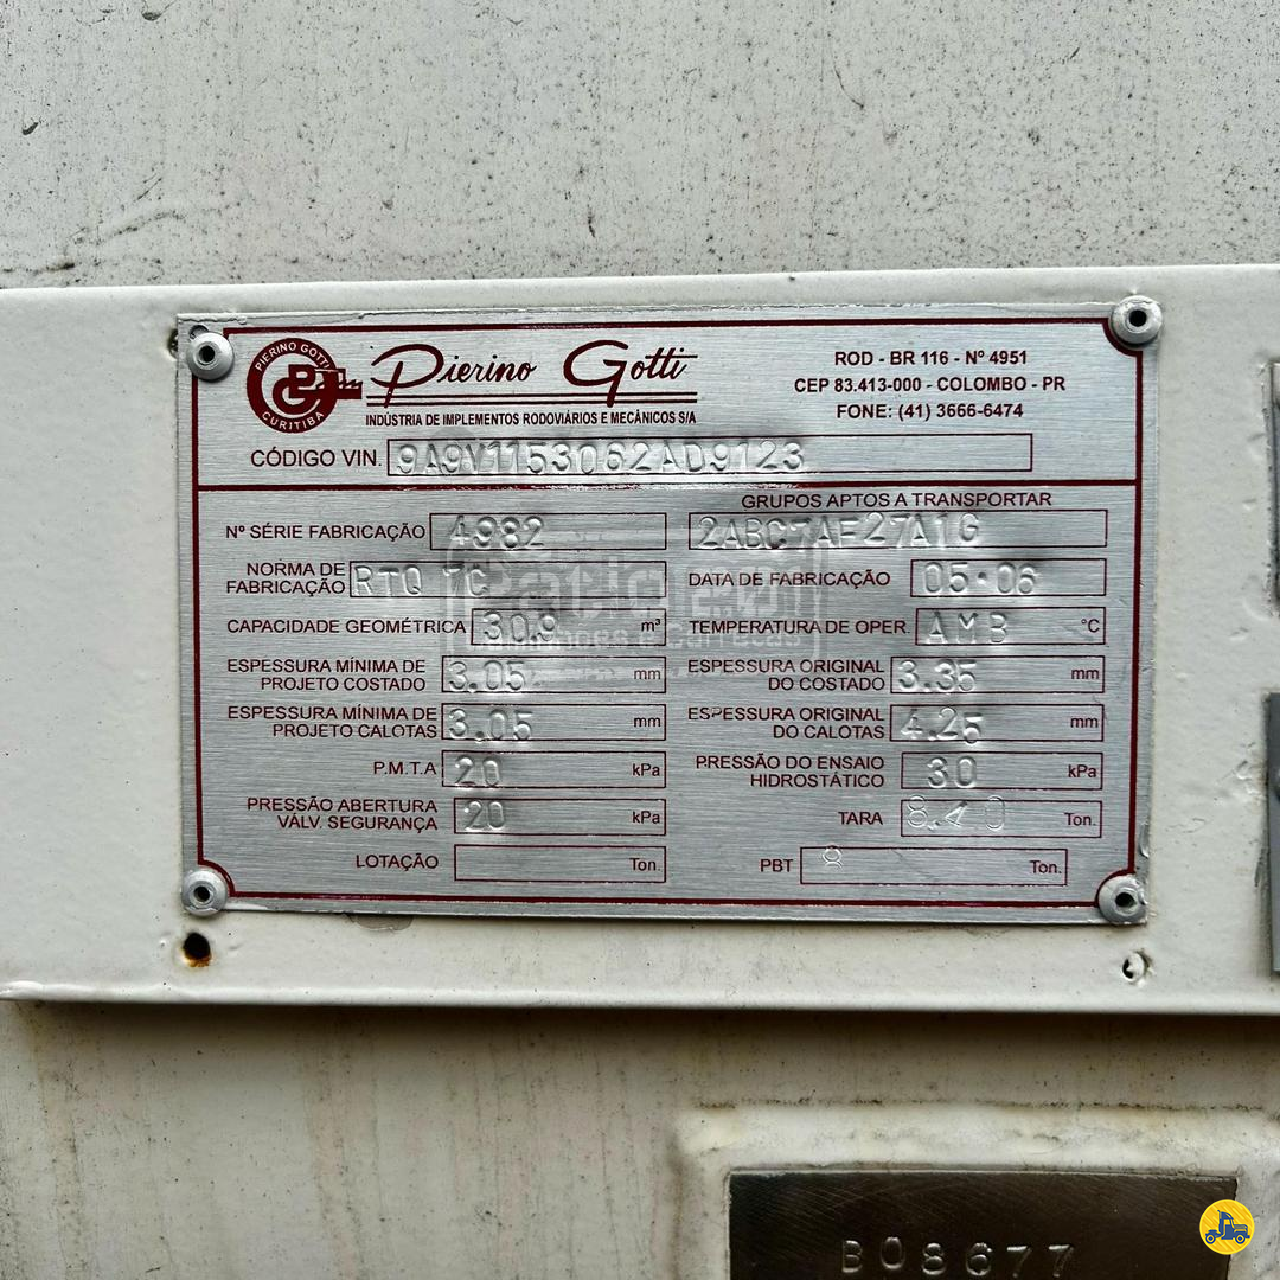 PIERINO GOTTI
CURITIBA
Pierino Gotti
INDÚSTRIA DE IMPLEMENTOS RODOVIÁRIOS E MECÂNICOS S/A
ROD - BR 116 - Nº 4951
CEP 83.413-000 - COLOMBO - PR
FONE: (41) 3666-6474
CÓDIGO VIN. 9A9V1153062AD9123
GRUPOS APTOS A TRANSPORTAR
Nº SÉRIE FABRICAÇÃO 4982 2ABC7AF27A1G
NORMA DE FABRICAÇÃO RTQ 7C DATA DE FABRICAÇÃO 05.06
CAPACIDADE GEOMÉTRICA 30,9 m³ TEMPERATURA DE OPER. AMB °C
ESPESSURA MÍNIMA DE PROJETO COSTADO 3.05 mm ESPESSURA ORIGINAL DO COSTADO 3.35 mm
ESPESSURA MÍNIMA DE PROJETO CALOTAS 3.05 mm ESPESSURA ORIGINAL DO CALOTAS 4.25 mm
P.M.T.A 20 kPa PRESSÃO DO ENSAIO HIDROSTÁTICO 30 kPa
PRESSÃO ABERTURA VÁLV. SEGURANÇA 20 kPa TARA 8.40 Ton.
LOTAÇÃO Ton PBT 8 Ton.
B08677